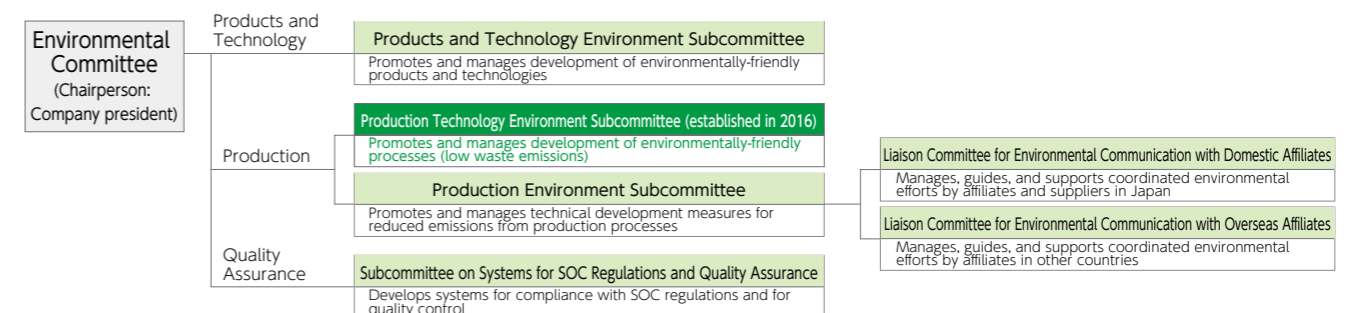 Environmental
Committee
(Chairperson:
Company president)
Products and
Technology
Products and Technology Environment Subcommittee
Promotes and manages development of environmentally-friendly
products and technologies
Production
Production Technology Environment Subcommittee (established in 2016)
Promotes and manages development of environmentally-friendly
processes (low waste emissions)
Production Environment Subcommittee
Promotes and manages technical development measures for
reduced emissions from production processes
Liaison Committee for Environmental Communication with Domestic Affiliates
Manages, guides, and supports coordinated environmental
efforts by affiliates and suppliers in Japan
Liaison Committee for Environmental Communication with Overseas Affiliates
Manages, guides, and supports coordinated environmental
efforts by affiliates in other countries
Quality
Assurance
Subcommittee on Systems for SOC Regulations and Quality Assurance
Develops systems for compliance with SOC regulations and for
quality control